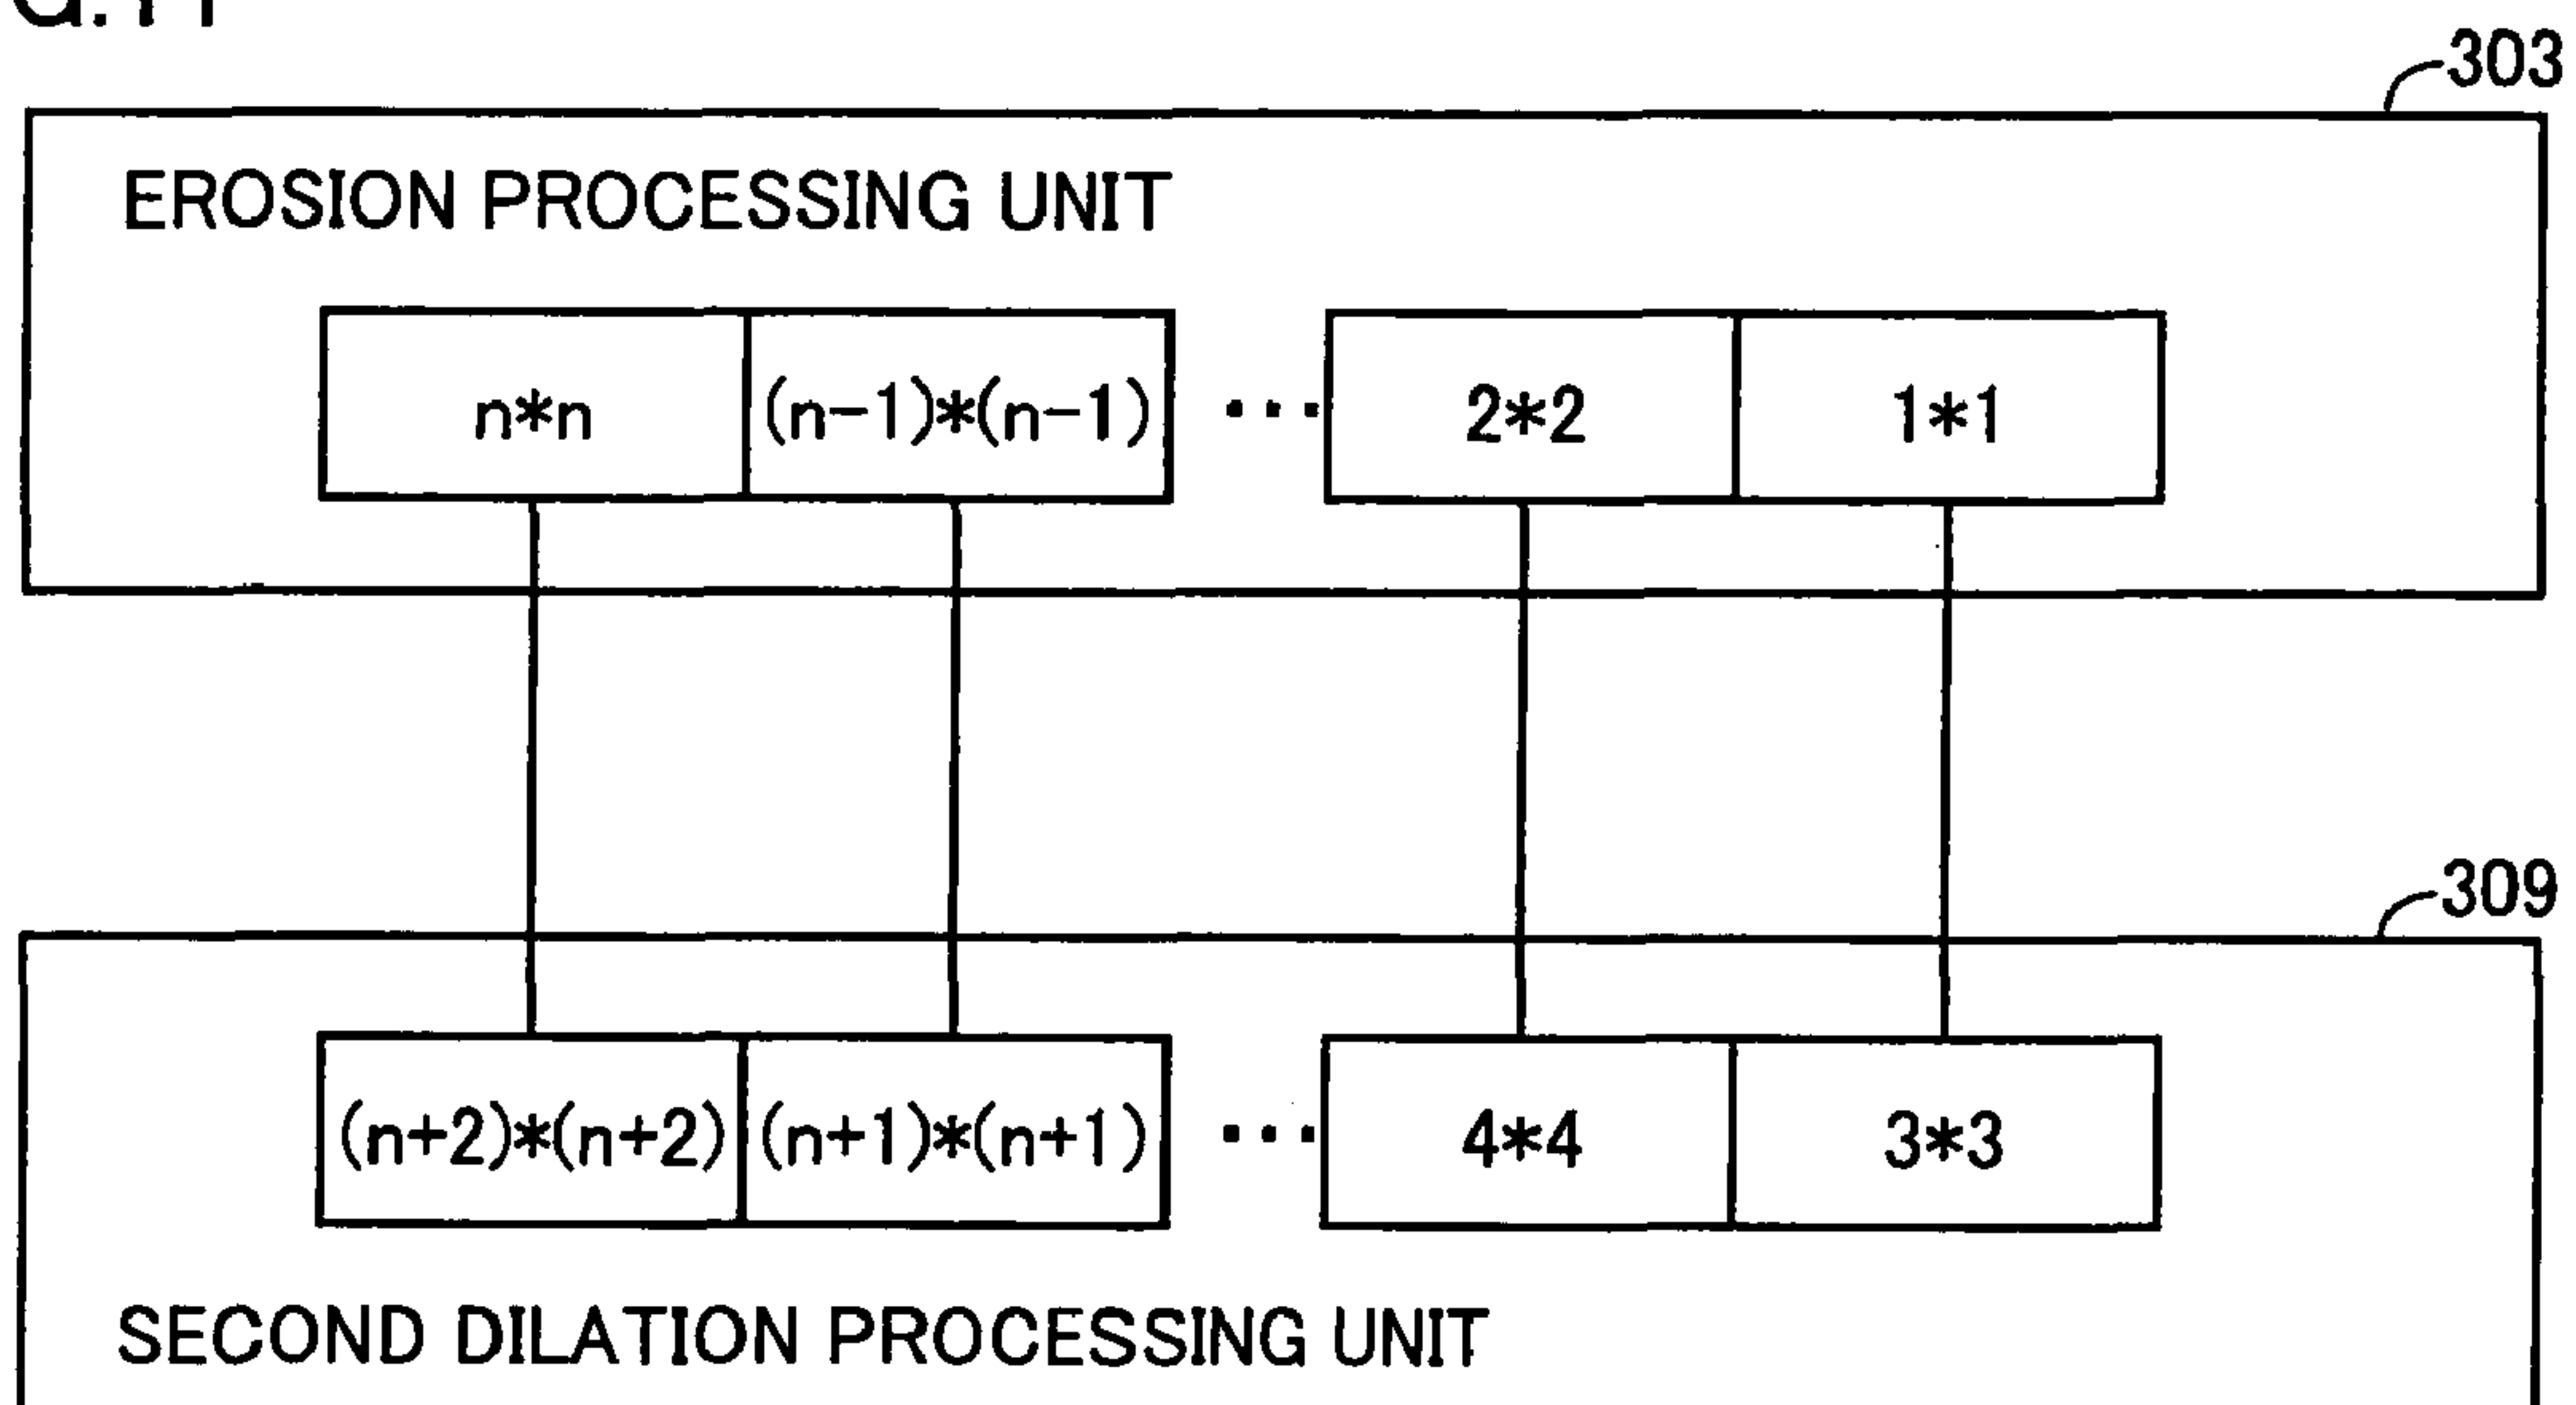 G.11
303
EROSION PROCESSING UNIT
n*n (n-1)*(n-1) ... 2*2 1*1
309
(n+2)*(n+2) (n+1)*(n+1) ... 4*4 3*3
SECOND DILATION PROCESSING UNIT